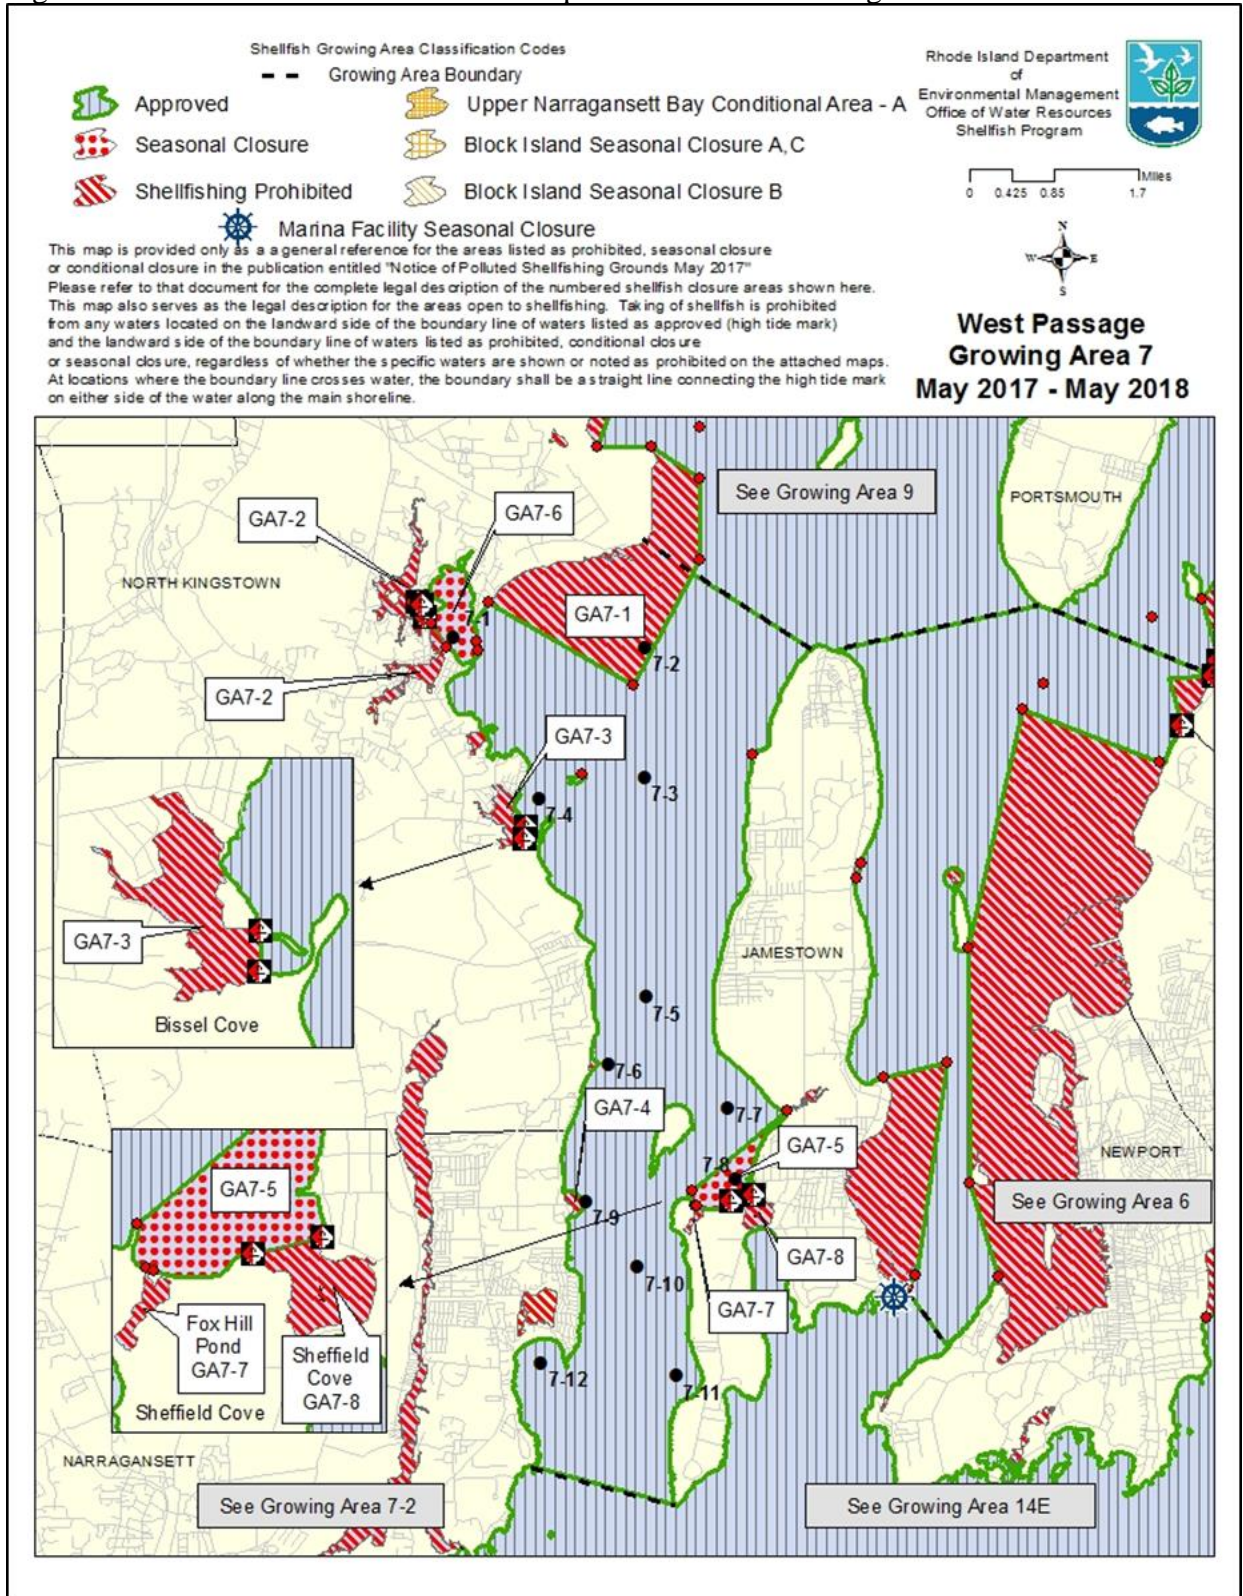 Shellfish Growing Area Classification Codes
Growing Area Boundary
Approved
Upper Narragansett Bay Conditional Area - A
Seasonal Closure
Block Island Seasonal Closure A,C
Shellfishing Prohibited
Block Island Seasonal Closure B
Marina Facility Seasonal Closure
Rhode Island Department
of
Environmental Management
Office of Water Resources
Shellfish Program
Miles
0 0.425 0.85 1.7
N
W E
S
This map is provided only as a a general reference for the areas listed as prohibited, seasonal closure
or conditional closure in the publication entitled "Notice of Polluted Shellfishing Grounds May 2017"
Please refer to that document for the complete legal description of the numbered shellfish closure areas shown here.
This map also serves as the legal description for the areas open to shellfishing. Taking of shellfish is prohibited
from any waters located on the landward side of the boundary line of waters listed as approved (high tide mark)
and the landward side of the boundary line of waters listed as prohibited, conditional closure
or seasonal closure, regardless of whether the specific waters are shown or noted as prohibited on the attached maps.
At locations where the boundary line crosses water, the boundary shall be a straight line connecting the high tide mark
on either side of the water along the main shoreline.
West Passage
Growing Area 7
May 2017 - May 2018
See Growing Area 9
PORTSMOUTH
GA7-2
GA7-6
NORTH KINGSTOWN
GA7-1
7-1
7-2
GA7-2
GA7-3
7-3
7-4
GA7-3
Bissel Cove
JAMESTOWN
7-5
7-6
GA7-4
7-7
GA7-5
7-8
NEWPORT
GA7-5
See Growing Area 6
7-9
GA7-8
7-10
GA7-7
Fox Hill
Pond
GA7-7
Sheffield
Cove
GA7-8
Sheffield Cove
7-12
7-11
NARRAGANSETT
See Growing Area 7-2
See Growing Area 14E